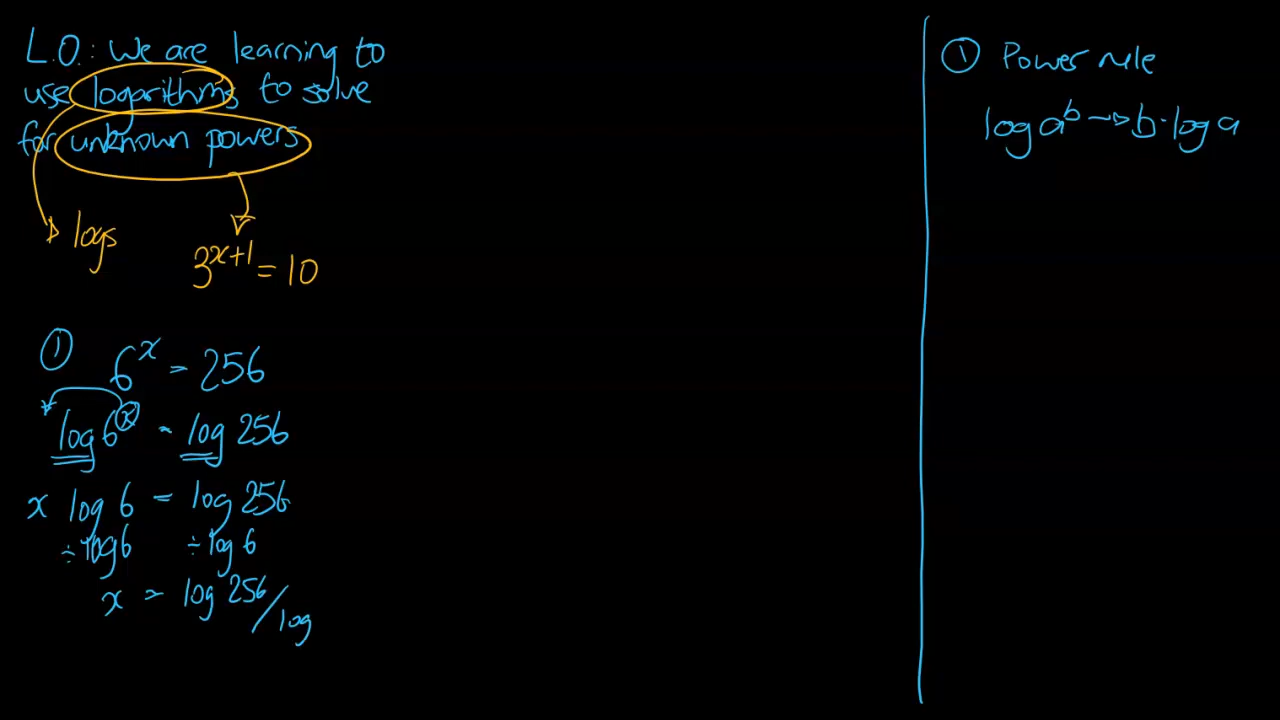 L.O.: We are learning to
use logarithms to solve
for unknown powers
logs
3^{x+1} = 10
① 6^x = 256
log 6^x = log 256
x log 6 = log 256
÷ log 6 ÷ log 6
x = log 256 / log
① Power rule
log a^b → b · log a